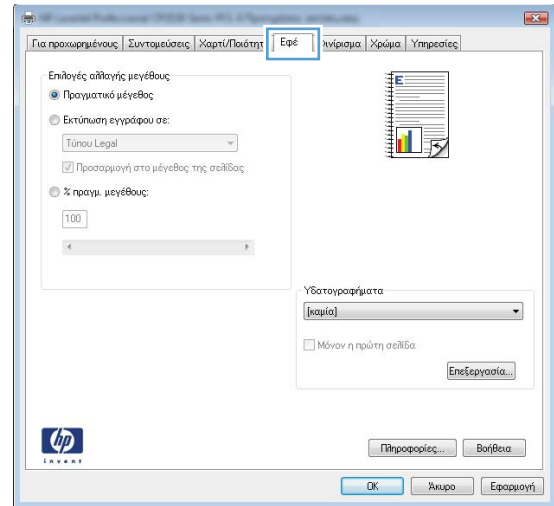 Για προχωρημένους Συντομεύσεις Χαρτί/Ποιότητ Εφέ Φινίρισμα Χρώμα Υπηρεσίες
Επιλογές αλλαγής μεγέθους
Πραγματικό μέγεθος
Εκτύπωση εγγράφου σε:
Τύπου Legal
Προσαρμογή στο μέγεθος της σελίδας
% πραγμ. μεγέθους:
100
E
Υδατογραφήματα
[καμία]
Μόνον η πρώτη σελίδα
Επεξεργασία...
hp
invent
Πληροφορίες... Βοήθεια
OK Άκυρο Εφαρμογή